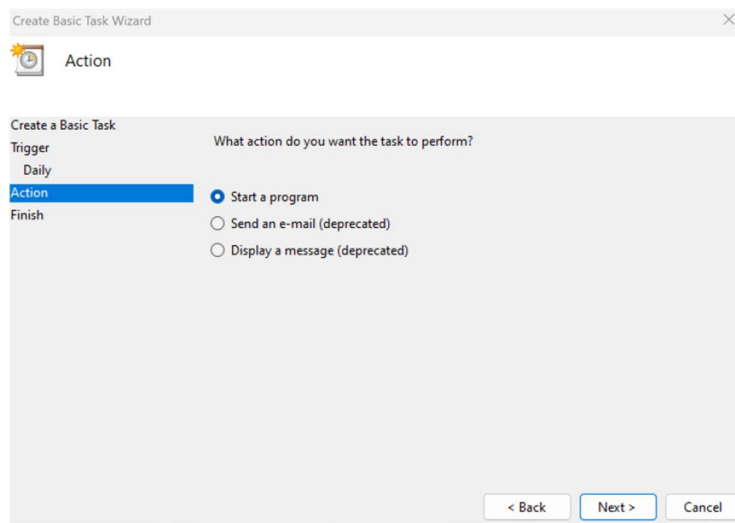 Create Basic Task Wizard
Action
Create a Basic Task
Trigger
Daily
Action
Finish
What action do you want the task to perform?
Start a program
Send an e-mail (deprecated)
Display a message (deprecated)
< Back
Next >
Cancel